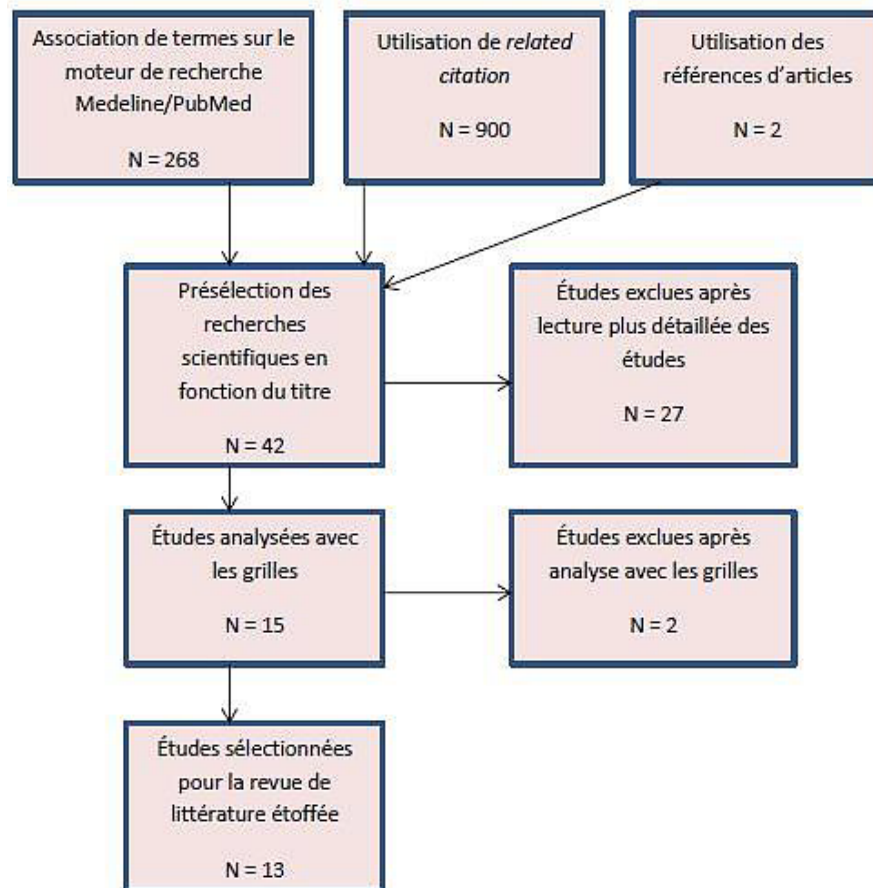 Association de termes sur le
moteur de recherche
Medeline/PubMed
N = 268
Utilisation de related
citation
N = 900
Utilisation des
références d'articles
N = 2
Présélection des
recherches
scientifiques en
fonction du titre
N = 42
Études exclues après
lecture plus détaillée des
études
N = 27
Études analysées avec
les grilles
N = 15
Études exclues après
analyse avec les grilles
N = 2
Études sélectionnées
pour la revue de
littérature étoffée
N = 13